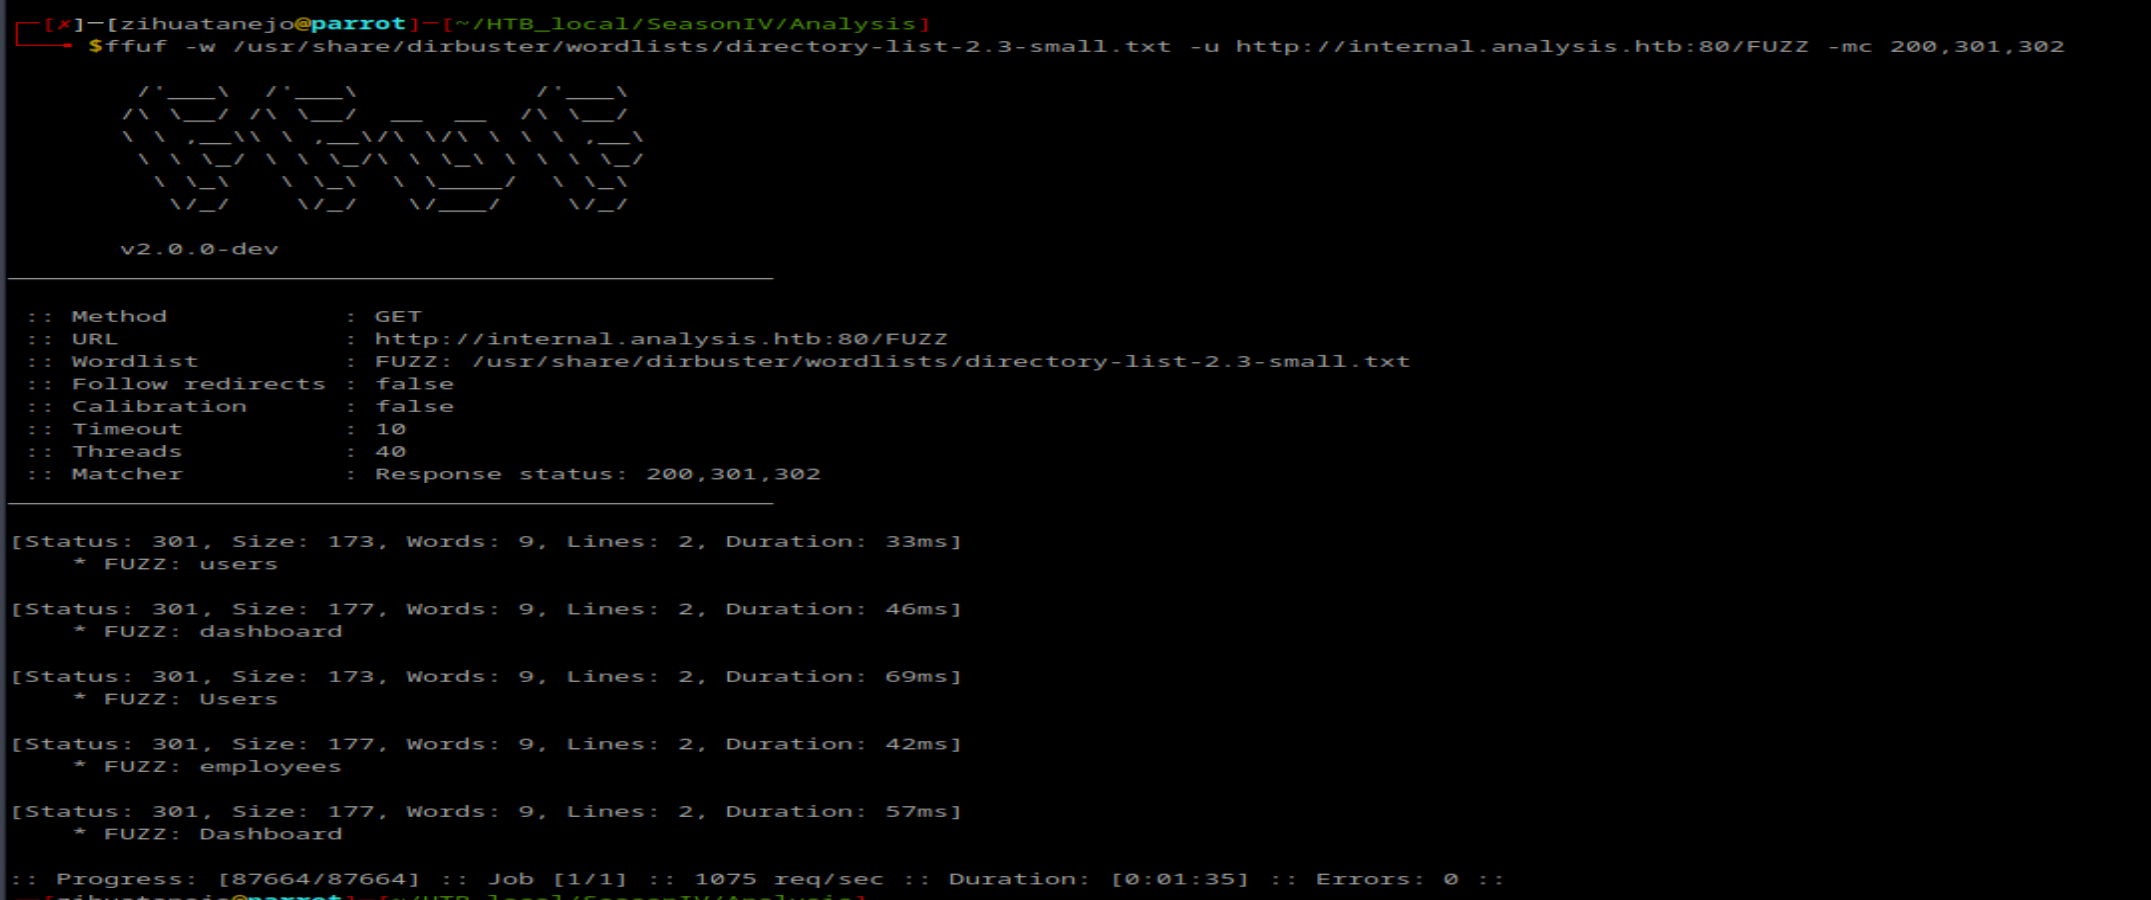 [✗]─[zihuatanejo@parrot]─[~/HTB_local/SeasonIV/Analysis]
$ffuf -w /usr/share/dirbuster/wordlists/directory-list-2.3-small.txt -u http://internal.analysis.htb:80/FUZZ -mc 200,301,302
v2.0.0-dev
:: Method : GET
:: URL : http://internal.analysis.htb:80/FUZZ
:: Wordlist : FUZZ: /usr/share/dirbuster/wordlists/directory-list-2.3-small.txt
:: Follow redirects : false
:: Calibration : false
:: Timeout : 10
:: Threads : 40
:: Matcher : Response status: 200,301,302
[Status: 301, Size: 173, Words: 9, Lines: 2, Duration: 33ms]
* FUZZ: users
[Status: 301, Size: 177, Words: 9, Lines: 2, Duration: 46ms]
* FUZZ: dashboard
[Status: 301, Size: 173, Words: 9, Lines: 2, Duration: 69ms]
* FUZZ: Users
[Status: 301, Size: 177, Words: 9, Lines: 2, Duration: 42ms]
* FUZZ: employees
[Status: 301, Size: 177, Words: 9, Lines: 2, Duration: 57ms]
* FUZZ: Dashboard
:: Progress: [87664/87664] :: Job [1/1] :: 1075 req/sec :: Duration: [0:01:35] :: Errors: 0 ::
[zihuatanejo@parrot]─[~/HTB_local/SeasonIV/Analysis]